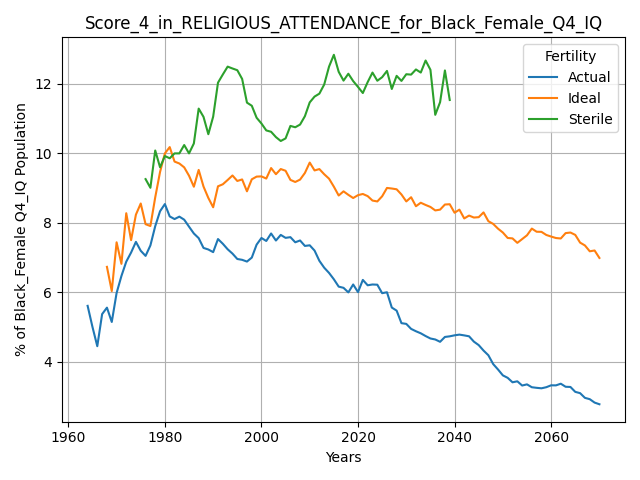 Score_4_in_RELIGIOUS_ATTENDANCE_for_Black_Female_Q4_IQ
Fertility
Actual
Ideal
Sterile
% of Black_Female Q4_IQ Population
12
10
8
6
4
1960
1980
2000
2020
2040
2060
Years